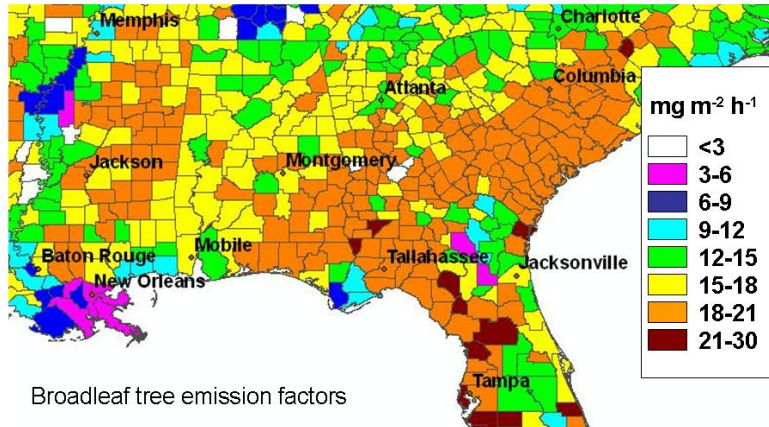 Memphis
Charlotte
Atlanta
Columbia
Jackson
Montgomery
Baton Rouge
Mobile
Tallahassee
Jacksonville
New Orleans
Tampa
Broadleaf tree emission factors
mg m⁻² h⁻¹
<3
3-6
6-9
9-12
12-15
15-18
18-21
21-30